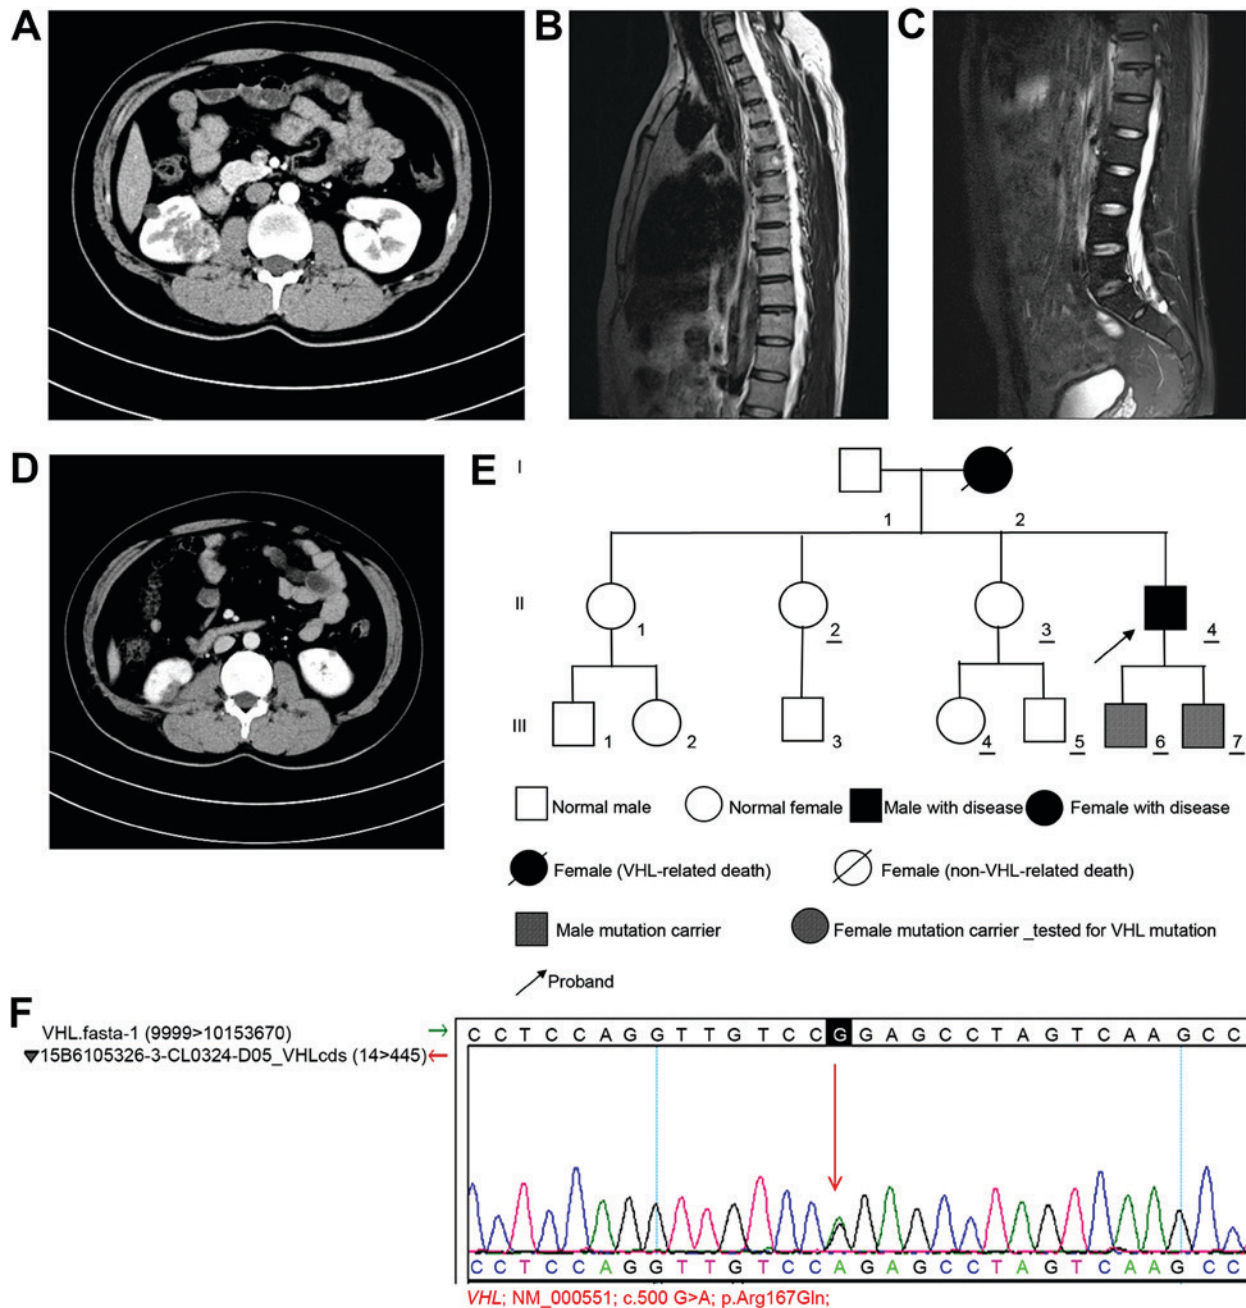 A
B
C
D
E
I
1
2
II
1
2
3
4
III
1
2
3
4
5
6
7
Normal male
Normal female
Male with disease
Female with disease
Female (VHL-related death)
Female (non-VHL-related death)
Male mutation carrier
Female mutation carrier _tested for VHL mutation
Proband
F
VHL.fasta-1 (9999>10153670)
15B6105326-3-CL0324-D05_VHLcds (14>445)
C C T C C A G G T T G T C C G G A G C C T A G T C A A G C C
C C T C C A G G T T G T C C A G A G C C T A G T C A A G C C
VHL; NM_000551; c.500 G>A; p.Arg167Gln;